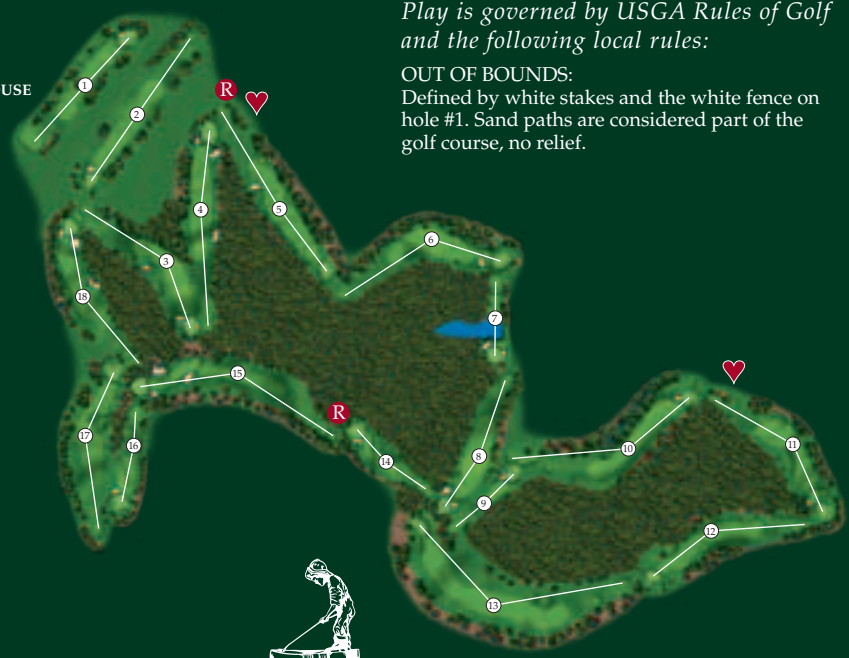 Play is governed by USGA Rules of Golf
and the following local rules:
OUT OF BOUNDS:
Defined by white stakes and the white fence on
hole #1. Sand paths are considered part of the
golf course, no relief.
USE
1
2
R
4
5
3
6
18
7
15
R
17
16
14
8
9
10
11
12
13